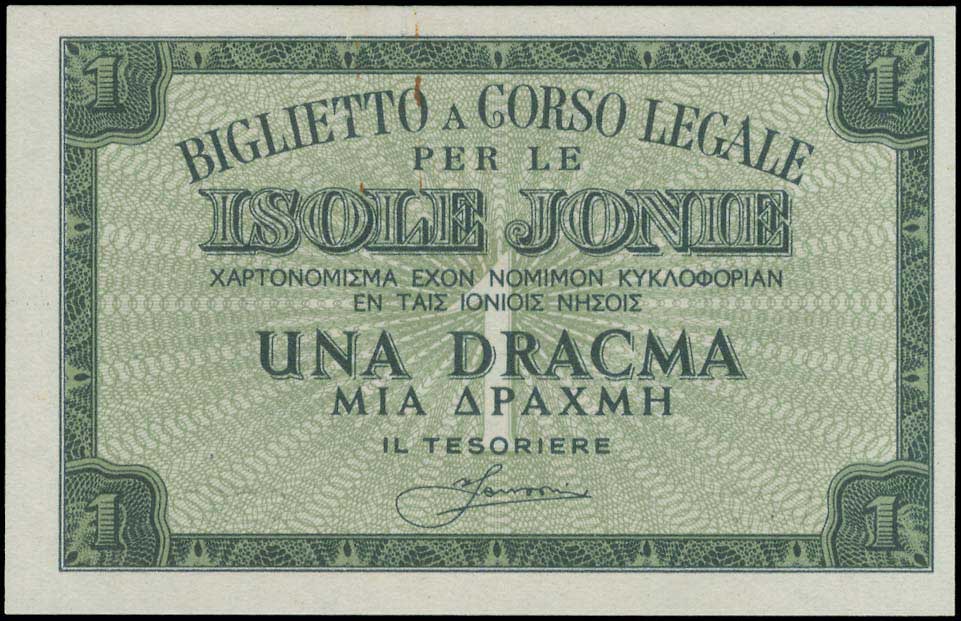 1 1
BIGLIETTO A CORSO LEGALE
PER LE
ISOLE JONIE
ΧΑΡΤΟΝΟΜΙΣΜΑ ΕΧΟΝ ΝΟΜΙΜΟΝ ΚΥΚΛΟΦΟΡΙΑΝ
ΕΝ ΤΑΙΣ ΙΟΝΙΟΙΣ ΝΗΣΟΙΣ
UNA DRACMA
ΜΙΑ ΔΡΑΧΜΗ
IL TESORIERE
1 1